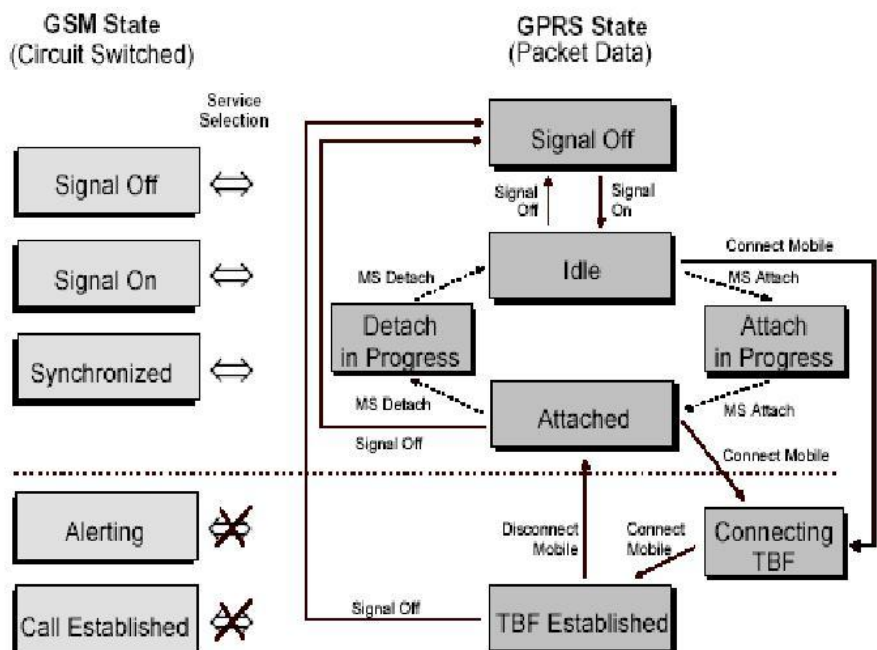 GSM State
(Circuit Switched)
GPRS State
(Packet Data)
Service
Selection
Signal Off
Signal On
Synchronized
Alerting
Call Established
Signal Off
Signal
Off
Signal
On
Idle
Connect Mobile
MS Detach
MS Attach
Detach
in Progress
Attach
in Progress
MS Detach
MS Attach
Attached
Signal Off
Connect Mobile
Disconnect
Mobile
Connect
Mobile
Connecting
TBF
Signal Off
TBF Established